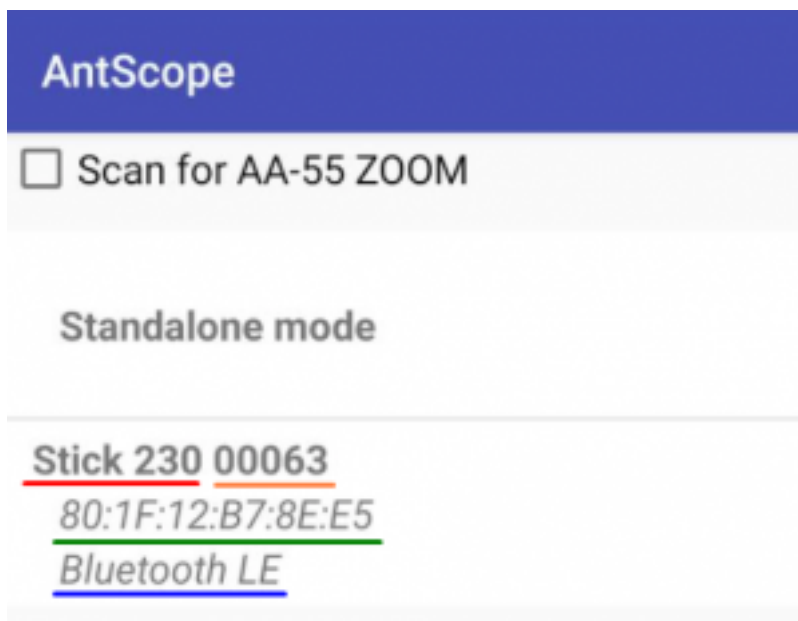 AntScope
Scan for AA-55 ZOOM
Standalone mode
Stick 230 00063
80:1F:12:B7:8E:E5
Bluetooth LE